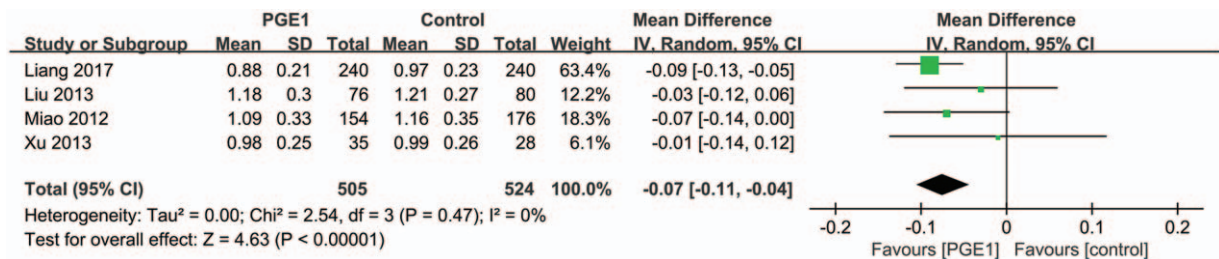 PGE1 Control Mean Difference Mean Difference
Study or Subgroup Mean SD Total Mean SD Total Weight IV, Random, 95% CI IV, Random, 95% CI
Liang 2017 0.88 0.21 240 0.97 0.23 240 63.4% -0.09 [-0.13, -0.05]
Liu 2013 1.18 0.3 76 1.21 0.27 80 12.2% -0.03 [-0.12, 0.06]
Miao 2012 1.09 0.33 154 1.16 0.35 176 18.3% -0.07 [-0.14, 0.00]
Xu 2013 0.98 0.25 35 0.99 0.26 28 6.1% -0.01 [-0.14, 0.12]
Total (95% CI) 505 524 100.0% -0.07 [-0.11, -0.04]
Heterogeneity: Tau² = 0.00; Chi² = 2.54, df = 3 (P = 0.47); I² = 0%
Test for overall effect: Z = 4.63 (P < 0.00001)
-0.2 -0.1 0 0.1 0.2
Favours [PGE1] Favours [control]